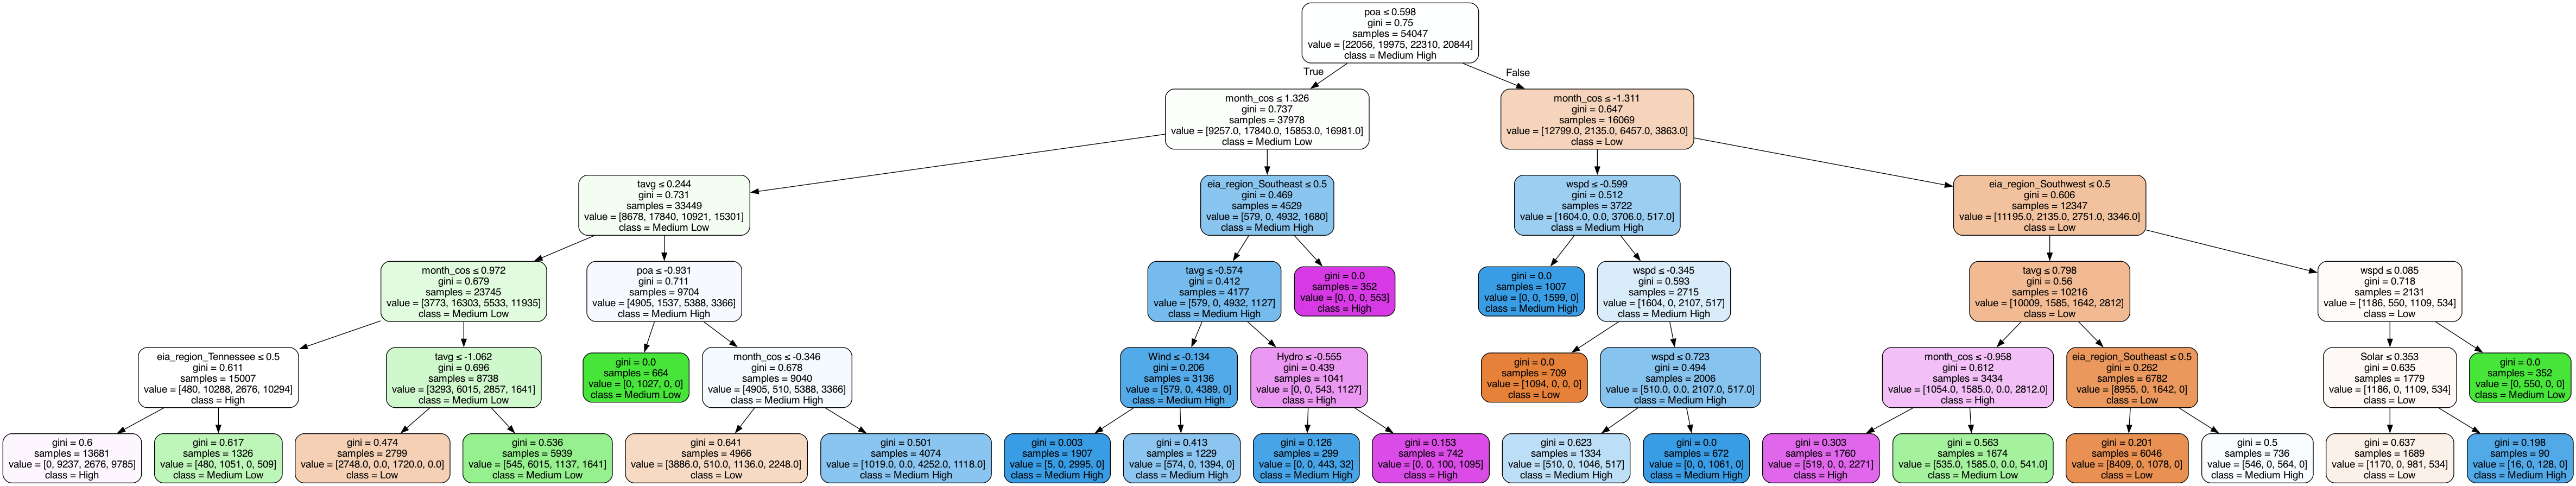 poa ≤ 0.598
gini = 0.75
samples = 54047
value = [22056, 19975, 22310, 20844]
class = Medium High
True
False
month_cos ≤ 1.326
gini = 0.737
samples = 37978
value = [9257.0, 17840.0, 15853.0, 16981.0]
class = Medium Low
month_cos ≤ -1.311
gini = 0.647
samples = 16069
value = [12799.0, 2135.0, 6457.0, 3863.0]
class = Low
tavg ≤ 0.244
gini = 0.731
samples = 33449
value = [8678, 17840, 10921, 15301]
class = Medium Low
eia_region_Southeast ≤ 0.5
gini = 0.469
samples = 4529
value = [579, 0, 4932, 1680]
class = Medium High
wspd ≤ -0.599
gini = 0.512
samples = 3722
value = [1604.0, 0.0, 3706.0, 517.0]
class = Medium High
eia_region_Southwest ≤ 0.5
gini = 0.606
samples = 12347
value = [11195.0, 2135.0, 2751.0, 3346.0]
class = Low
month_cos ≤ 0.972
gini = 0.679
samples = 23745
value = [3773, 16303, 5533, 11935]
class = Medium Low
poa ≤ -0.931
gini = 0.711
samples = 9704
value = [4905, 1537, 5388, 3366]
class = Medium High
tavg ≤ -0.574
gini = 0.412
samples = 4177
value = [579, 0, 4932, 1127]
class = Medium High
gini = 0.0
samples = 352
value = [0, 0, 0, 553]
class = High
gini = 0.0
samples = 1007
value = [0, 0, 1599, 0]
class = Medium High
wspd ≤ -0.345
gini = 0.593
samples = 2715
value = [1604, 0, 2107, 517]
class = Medium High
tavg ≤ 0.798
gini = 0.56
samples = 10216
value = [10009, 1585, 1642, 2812]
class = Low
wspd ≤ 0.085
gini = 0.718
samples = 2131
value = [1186, 550, 1109, 534]
class = Low
eia_region_Tennessee ≤ 0.5
gini = 0.611
samples = 15007
value = [480, 10288, 2676, 10294]
class = High
tavg ≤ -1.062
gini = 0.696
samples = 8738
value = [3293, 6015, 2857, 1641]
class = Medium Low
gini = 0.0
samples = 664
value = [0, 1027, 0, 0]
class = Medium Low
month_cos ≤ -0.346
gini = 0.678
samples = 9040
value = [4905, 510, 5388, 3366]
class = Medium High
Wind ≤ -0.134
gini = 0.206
samples = 3136
value = [579, 0, 4389, 0]
class = Medium High
Hydro ≤ -0.555
gini = 0.439
samples = 1041
value = [0, 0, 543, 1127]
class = High
gini = 0.0
samples = 709
value = [1094, 0, 0, 0]
class = Low
wspd ≤ 0.723
gini = 0.494
samples = 2006
value = [510.0, 0.0, 2107.0, 517.0]
class = Medium High
month_cos ≤ -0.958
gini = 0.612
samples = 3434
value = [1054.0, 1585.0, 0.0, 2812.0]
class = High
eia_region_Southeast ≤ 0.5
gini = 0.262
samples = 6782
value = [8955, 0, 1642, 0]
class = Low
Solar ≤ 0.353
gini = 0.635
samples = 1779
value = [1186, 0, 1109, 534]
class = Low
gini = 0.0
samples = 352
value = [0, 550, 0, 0]
class = Medium Low
gini = 0.6
samples = 13681
value = [0, 9237, 2676, 9785]
class = High
gini = 0.617
samples = 1326
value = [480, 1051, 0, 509]
class = Medium Low
gini = 0.474
samples = 2799
value = [2748.0, 0.0, 1720.0, 0.0]
class = Low
gini = 0.536
samples = 5939
value = [545, 6015, 1137, 1641]
class = Medium Low
gini = 0.641
samples = 4966
value = [3886.0, 510.0, 1136.0, 2248.0]
class = Low
gini = 0.501
samples = 4074
value = [1019.0, 0.0, 4252.0, 1118.0]
class = Medium High
gini = 0.003
samples = 1907
value = [5, 0, 2995, 0]
class = Medium High
gini = 0.413
samples = 1229
value = [574, 0, 1394, 0]
class = Medium High
gini = 0.126
samples = 299
value = [0, 0, 443, 32]
class = Medium High
gini = 0.153
samples = 742
value = [0, 0, 100, 1095]
class = High
gini = 0.623
samples = 1334
value = [510, 0, 1046, 517]
class = Medium High
gini = 0.0
samples = 672
value = [0, 0, 1061, 0]
class = Medium High
gini = 0.303
samples = 1760
value = [519, 0, 0, 2271]
class = High
gini = 0.563
samples = 1674
value = [535.0, 1585.0, 0.0, 541.0]
class = Medium Low
gini = 0.201
samples = 6046
value = [8409, 0, 1078, 0]
class = Low
gini = 0.5
samples = 736
value = [546, 0, 564, 0]
class = Medium High
gini = 0.637
samples = 1689
value = [1170, 0, 981, 534]
class = Low
gini = 0.198
samples = 90
value = [16, 0, 128, 0]
class = Medium High